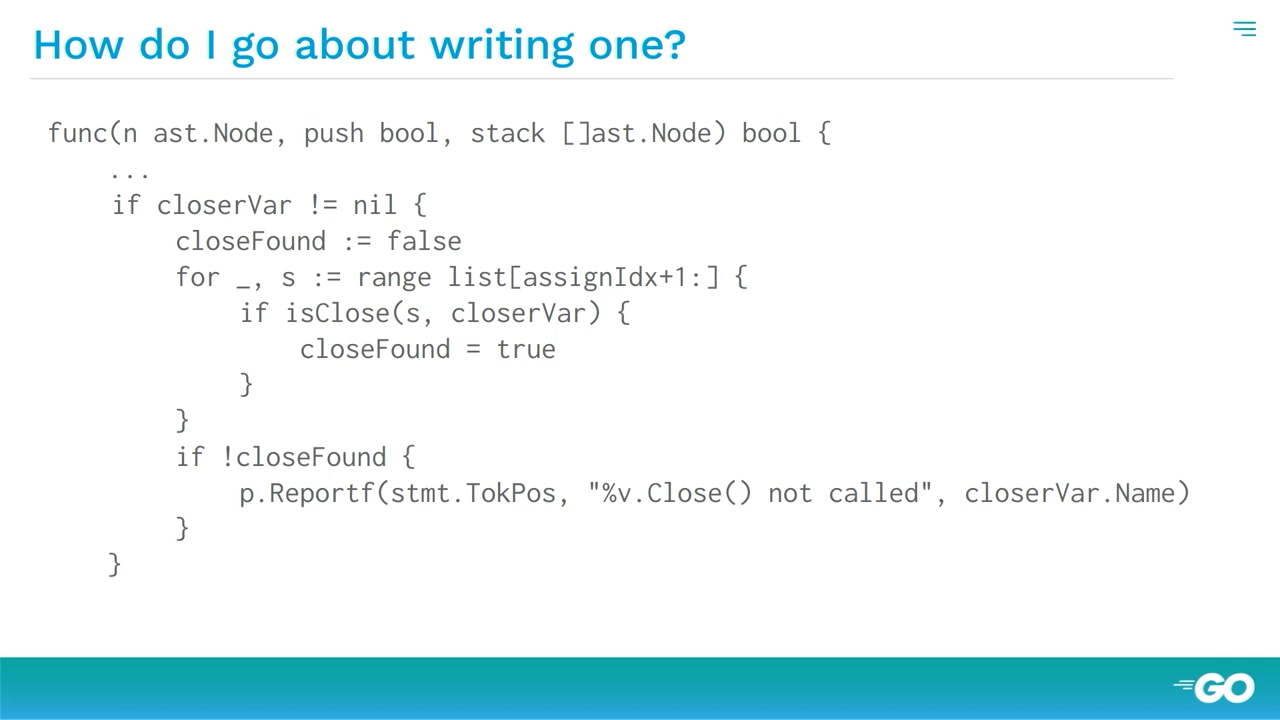 How do I go about writing one?
func(n ast.Node, push bool, stack []ast.Node) bool {
...
if closerVar != nil {
closeFound := false
for _, s := range list[assignIdx+1:] {
if isClose(s, closerVar) {
closeFound = true
}
}
if !closeFound {
p.Reportf(stmt.TokPos, "%v.Close() not called", closerVar.Name)
}
}
GO